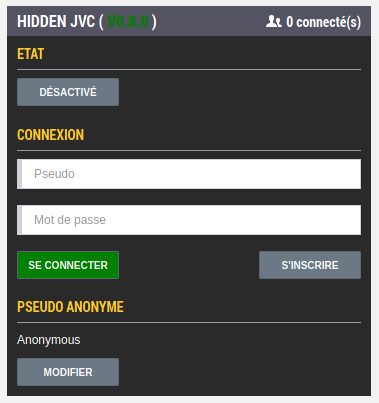 HIDDEN JVC ( V0.8.0 )
0 connecté(s)
ETAT
DÉSACTIVÉ
CONNEXION
Pseudo
Mot de passe
SE CONNECTER
S'INSCRIRE
PSEUDO ANONYME
Anonymous
MODIFIER